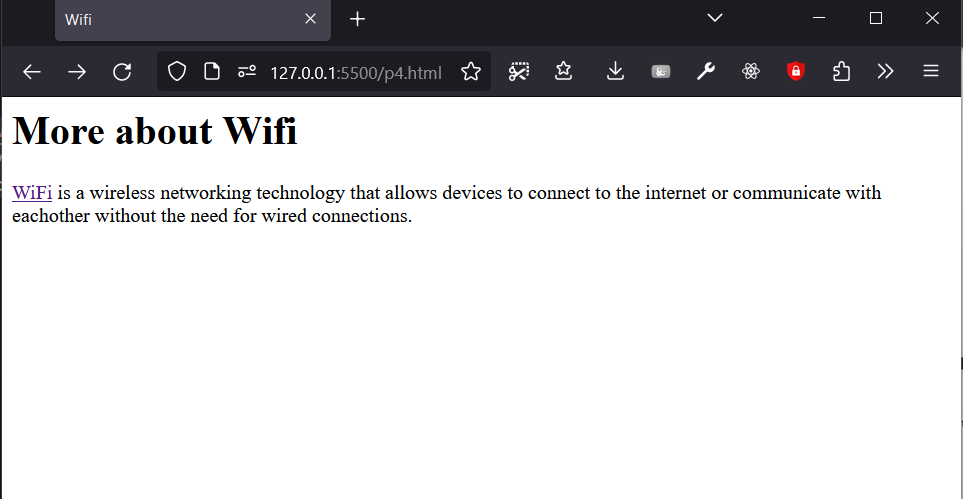 Wifi
127.0.0.1:5500/p4.html
More about Wifi
WiFi is a wireless networking technology that allows devices to connect to the internet or communicate with
eachother without the need for wired connections.